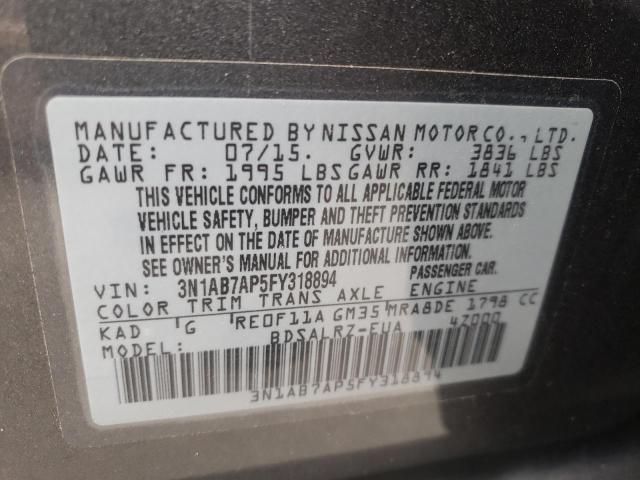 MANUFACTURED BY NISSAN MOTOR CO., LTD.
DATE: 07/15. GVWR: 3836 LBS
GAWR FR: 1995 LBS GAWR RR: 1841 LBS
THIS VEHICLE CONFORMS TO ALL APPLICABLE FEDERAL MOTOR
VEHICLE SAFETY, BUMPER AND THEFT PREVENTION STANDARDS
IN EFFECT ON THE DATE OF MANUFACTURE SHOWN ABOVE.
SEE OWNER'S MANUAL FOR ADDITIONAL INFORMATION
VIN: 3N1AB7AP5FY318894 PASSENGER CAR.
COLOR TRIM TRANS AXLE ENGINE
KAD G RE0F11A GM35 MRA8DE 1798 CC
MODEL: BDSALRZ-EUA 4Z000
3N1AB7AP5FY318894